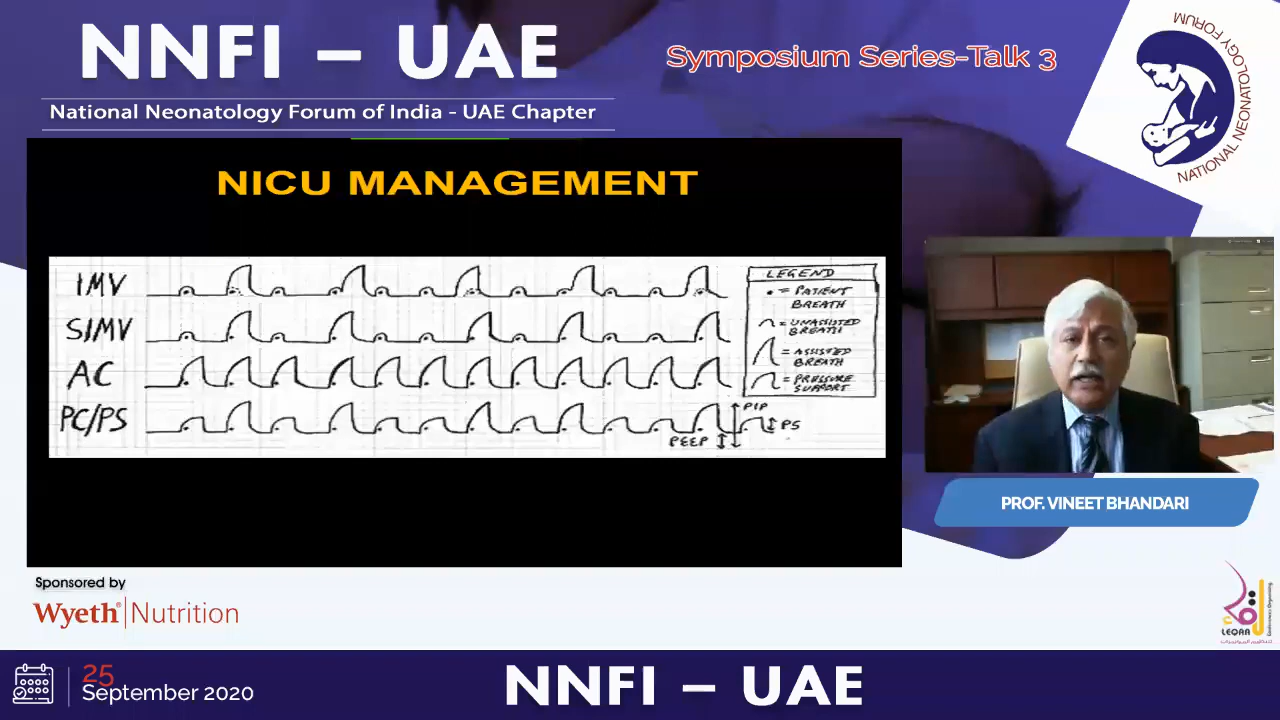 NNFI – UAE
Symposium Series-Talk 3
National Neonatology Forum of India - UAE Chapter
NATIONAL NEONATOLOGY FORUM
NICU MANAGEMENT
IMV
SIMV
AC
PC/PS
LEGEND
• = PATIENT
BREATH
= UNASSISTED
BREATH
= ASSISTED
BREATH
= PRESSURE
SUPPORT
PIP
PS
PEEP
PROF. VINEET BHANDARI
Sponsored by
Wyeth® Nutrition
LEQAA
25
September 2020
NNFI – UAE